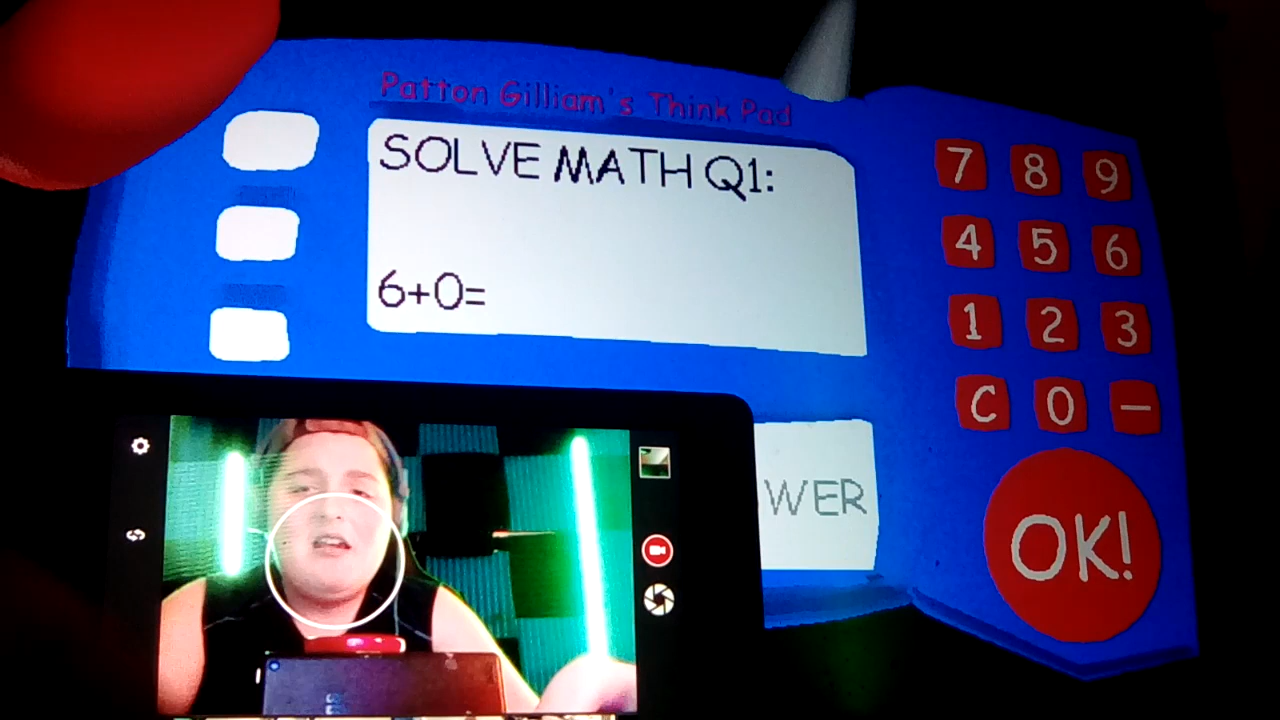 Patton Gilliam's Think Pad
SOLVE MATH Q1:
6+0=
7 8 9
4 5 6
1 2 3
C 0 −
WER
OK!